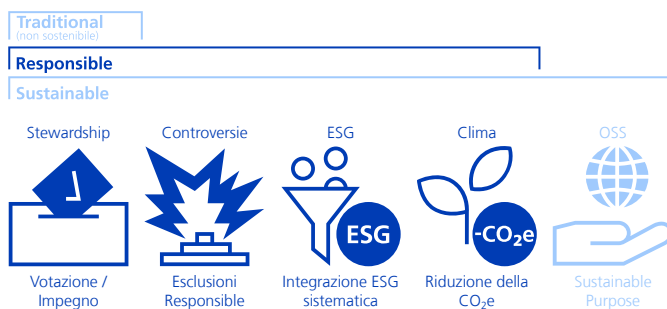 Traditional
(non sostenibile)
Responsible
Sustainable
Stewardship
Controversie
ESG
Clima
OSS
ESG
-CO₂e
Votazione /
Impegno
Esclusioni
Responsible
Integrazione ESG
sistematica
Riduzione della
CO₂e
Sustainable
Purpose